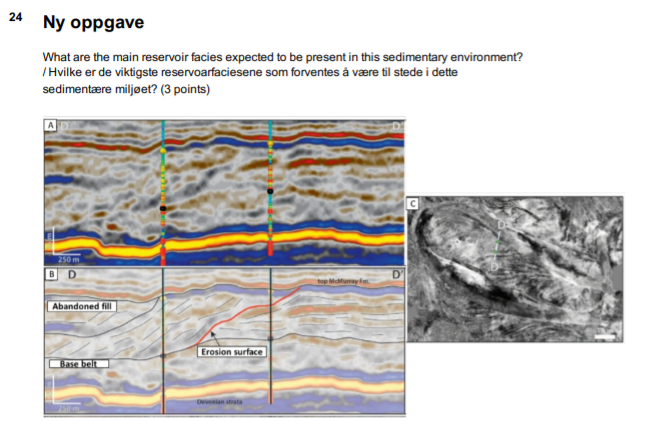 24
Ny oppgave
What are the main reservoir facies expected to be present in this sedimentary environment?
/ Hvilke er de viktigste reservoarfaciesene som forventes å være til stede i dette
sedimentære miljøet? (3 points)
A D D'
250 m
C
D'
D
B D D'
top McMurray Fm.
Abandoned fill
Erosion surface
Base belt
Devonian strata
250 m